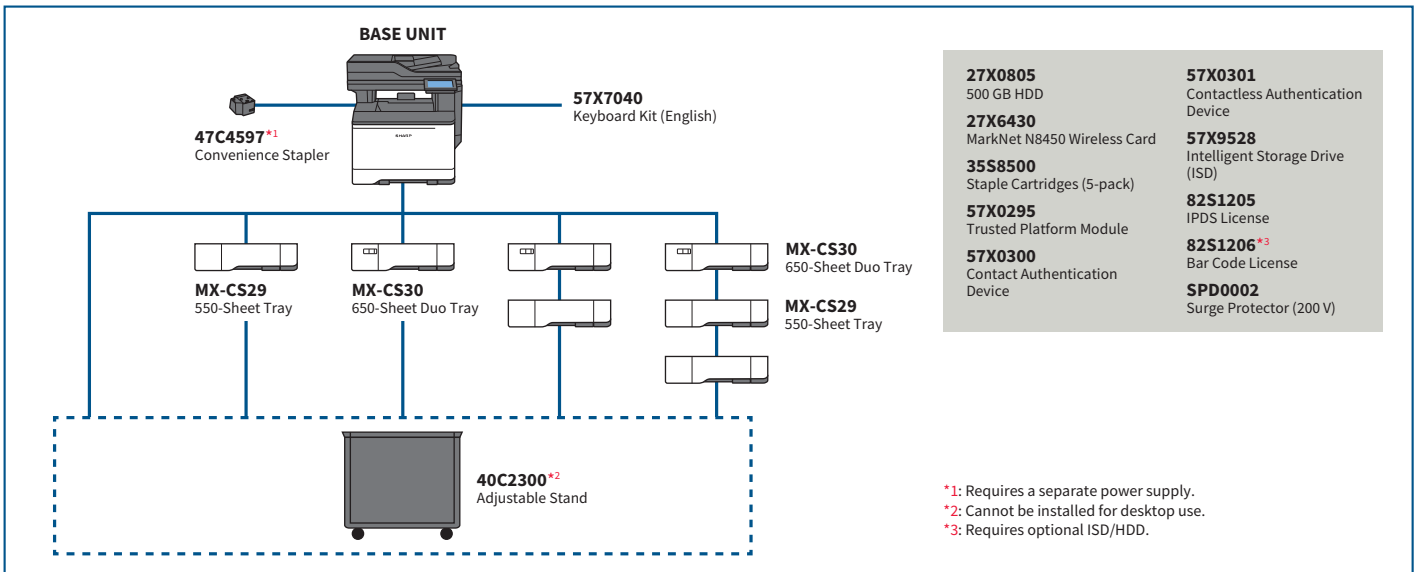 BASE UNIT
SHARP
47C4597*1
Convenience Stapler
57X7040
Keyboard Kit (English)
MX-CS29
550-Sheet Tray
MX-CS30
650-Sheet Duo Tray
MX-CS30
650-Sheet Duo Tray
MX-CS29
550-Sheet Tray
40C2300*2
Adjustable Stand
27X0805
500 GB HDD
27X6430
MarkNet N8450 Wireless Card
35S8500
Staple Cartridges (5-pack)
57X0295
Trusted Platform Module
57X0300
Contact Authentication
Device
57X0301
Contactless Authentication
Device
57X9528
Intelligent Storage Drive
(ISD)
82S1205
IPDS License
82S1206*3
Bar Code License
SPD0002
Surge Protector (200 V)
*1: Requires a separate power supply.
*2: Cannot be installed for desktop use.
*3: Requires optional ISD/HDD.